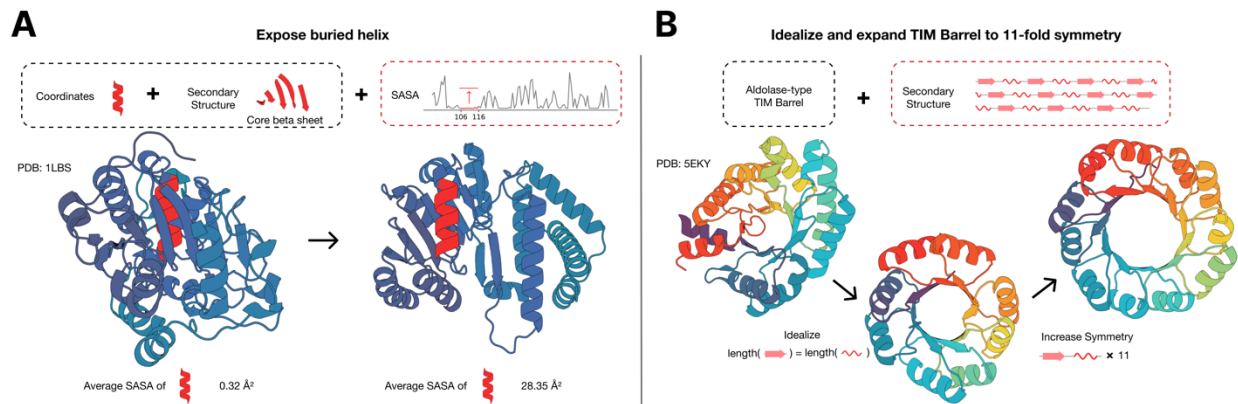 A
Expose buried helix
Coordinates
+
Secondary
Structure
Core beta sheet
+
SASA
106 116
PDB: 1LBS
Average SASA of 0.32 Å²
Average SASA of 28.35 Å²
B
Idealize and expand TIM Barrel to 11-fold symmetry
Aldolase-type
TIM Barrel
+
Secondary
Structure
PDB: 5EKY
Idealize
length( ) = length( )
Increase Symmetry
× 11